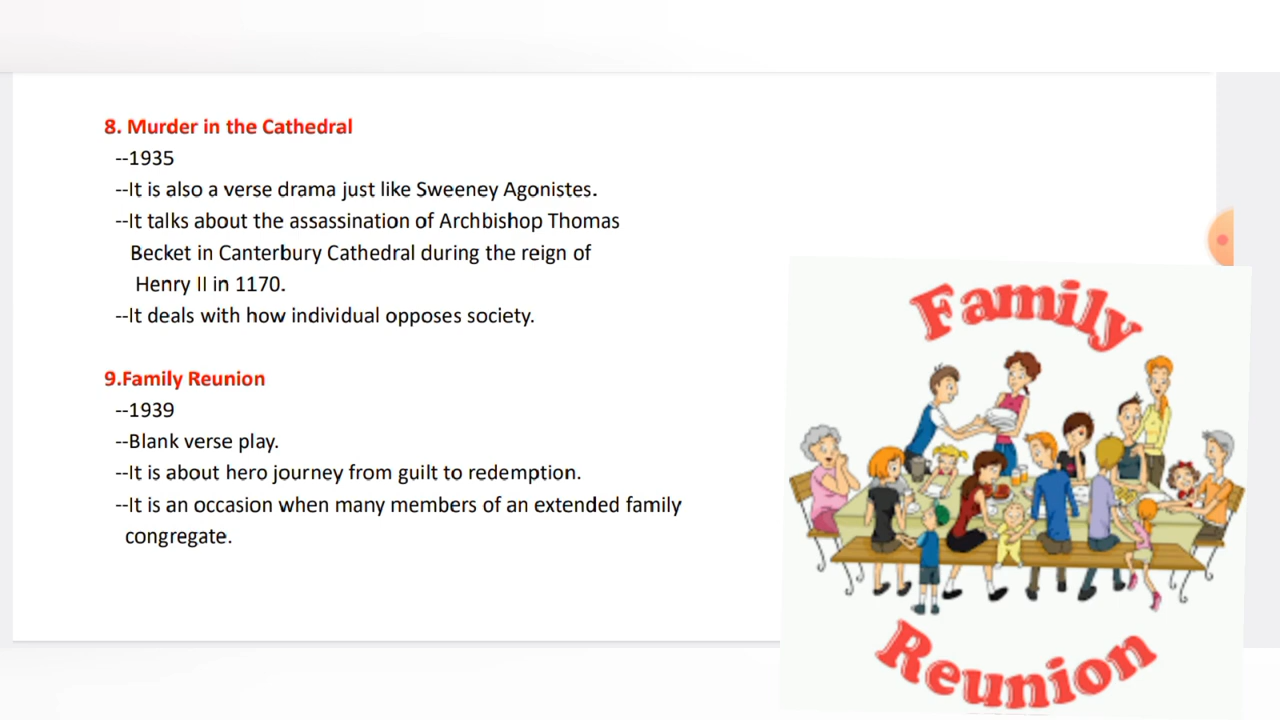 8. Murder in the Cathedral
--1935
--It is also a verse drama just like Sweeney Agonistes.
--It talks about the assassination of Archbishop Thomas
Becket in Canterbury Cathedral during the reign of
Henry II in 1170.
--It deals with how individual opposes society.
9.Family Reunion
--1939
--Blank verse play.
--It is about hero journey from guilt to redemption.
--It is an occasion when many members of an extended family
congregate.
Family
Reunion